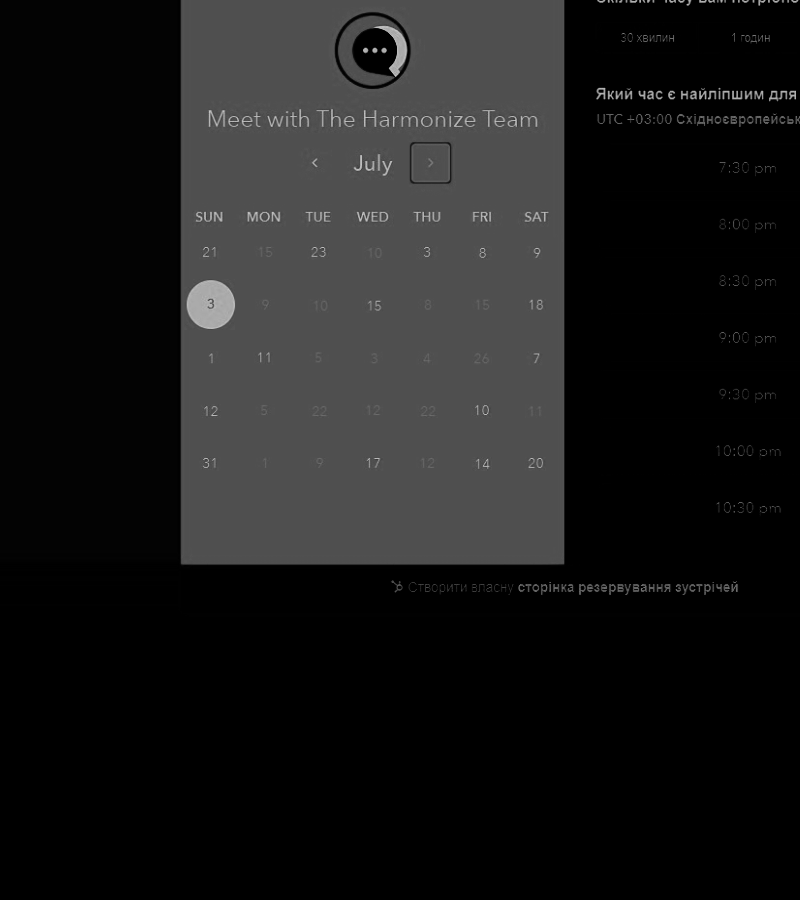 Meet with The Harmonize Team
July
SUN MON TUE WED THU FRI SAT
21 15 23 10 3 8 9
3 9 10 15 8 15 18
1 11 5 3 4 26 7
12 5 22 12 22 10 11
31 1 9 17 12 14 20
30 хвилин 1 годин
Який час є найліпшим для
UTC +03:00 Східноєвропейськ
7:30 pm
8:00 pm
8:30 pm
9:00 pm
9:30 pm
10:00 pm
10:30 pm
Створити власну сторінка резервування зустрічей